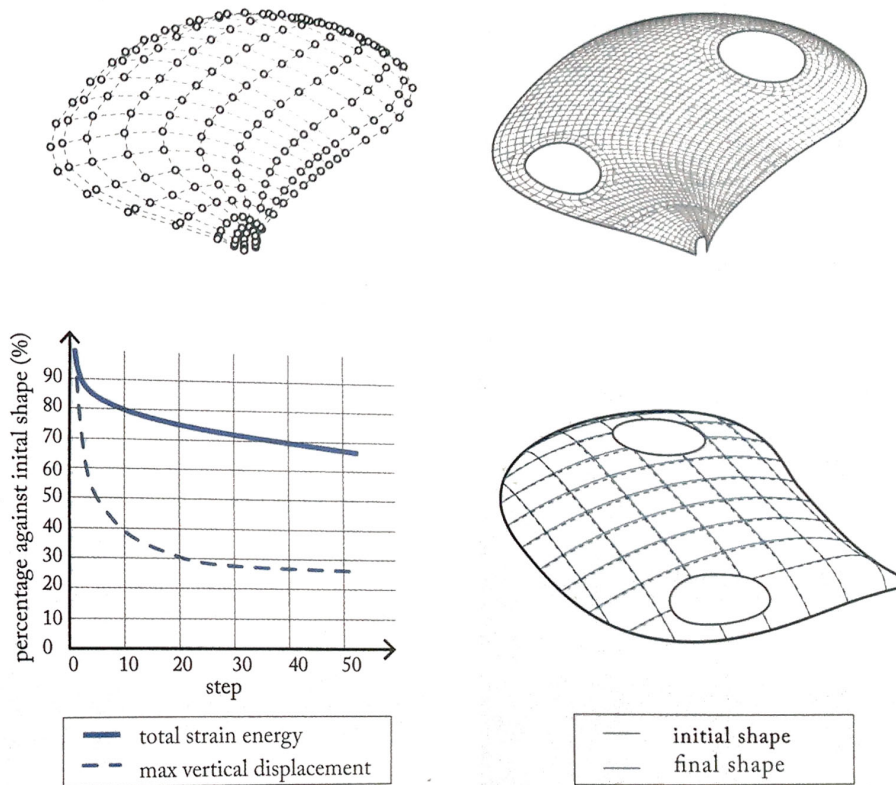 percentage against inital shape (%)
90
80
70
60
50
40
30
20
10
0
0 10 20 30 40 50
step
total strain energy
max vertical displacement
initial shape
final shape